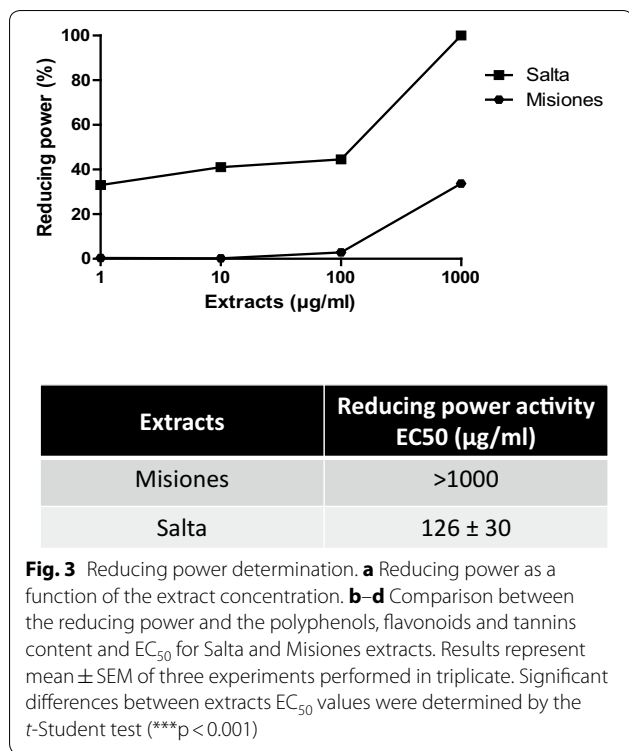 100
80
60
40
20
0
Reducing power (%)
1 10 100 1000
Extracts (µg/ml)
Salta
Misiones
Extracts Reducing power activity EC50 (µg/ml)
Misiones >1000
Salta 126 ± 30
Fig. 3 Reducing power determination. a Reducing power as a
function of the extract concentration. b–d Comparison between
the reducing power and the polyphenols, flavonoids and tannins
content and EC50 for Salta and Misiones extracts. Results represent
mean ± SEM of three experiments performed in triplicate. Significant
differences between extracts EC50 values were determined by the
t-Student test (***p < 0.001)